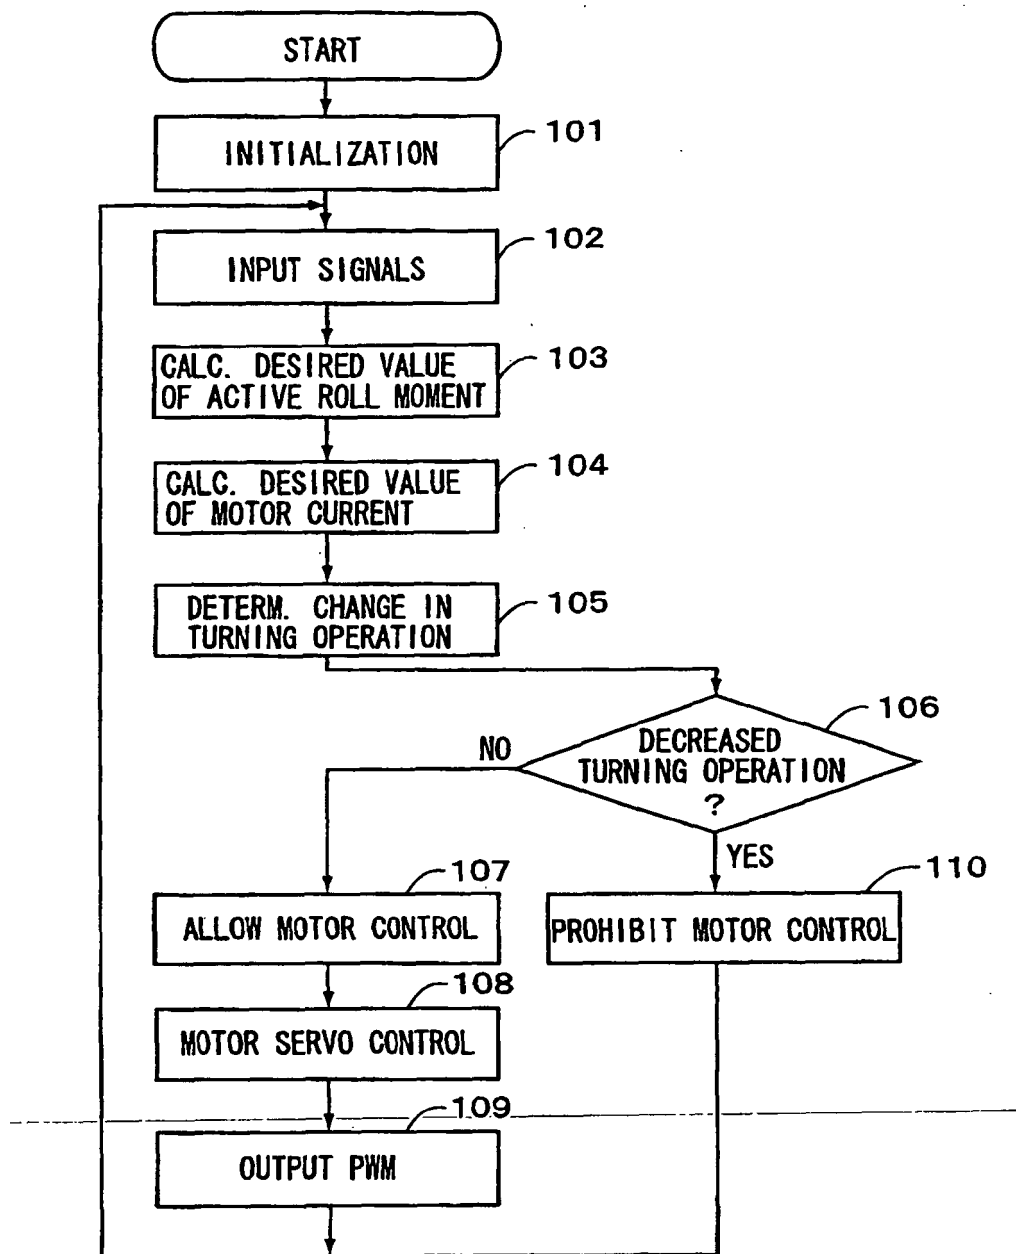 START
INITIALIZATION
101
INPUT SIGNALS
102
CALC. DESIRED VALUE
OF ACTIVE ROLL MOMENT
103
CALC. DESIRED VALUE
OF MOTOR CURRENT
104
DETERM. CHANGE IN
TURNING OPERATION
105
DECREASED
TURNING OPERATION
?
106
NO
YES
ALLOW MOTOR CONTROL
107
PROHIBIT MOTOR CONTROL
110
MOTOR SERVO CONTROL
108
OUTPUT PWM
109